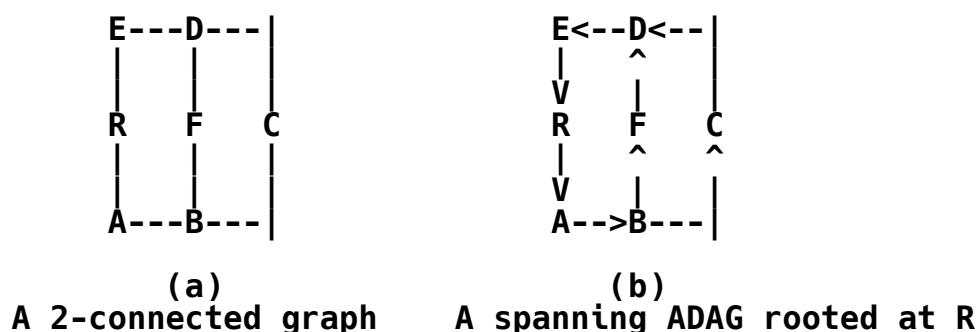 E---D---| E<--D<--|
| | | | ^ |
| | | V | |
R F C R F C
| | | | ^ ^
| | | V | |
A---B---| A-->B---|
(a) (b)
A 2-connected graph A spanning ADAG rooted at R